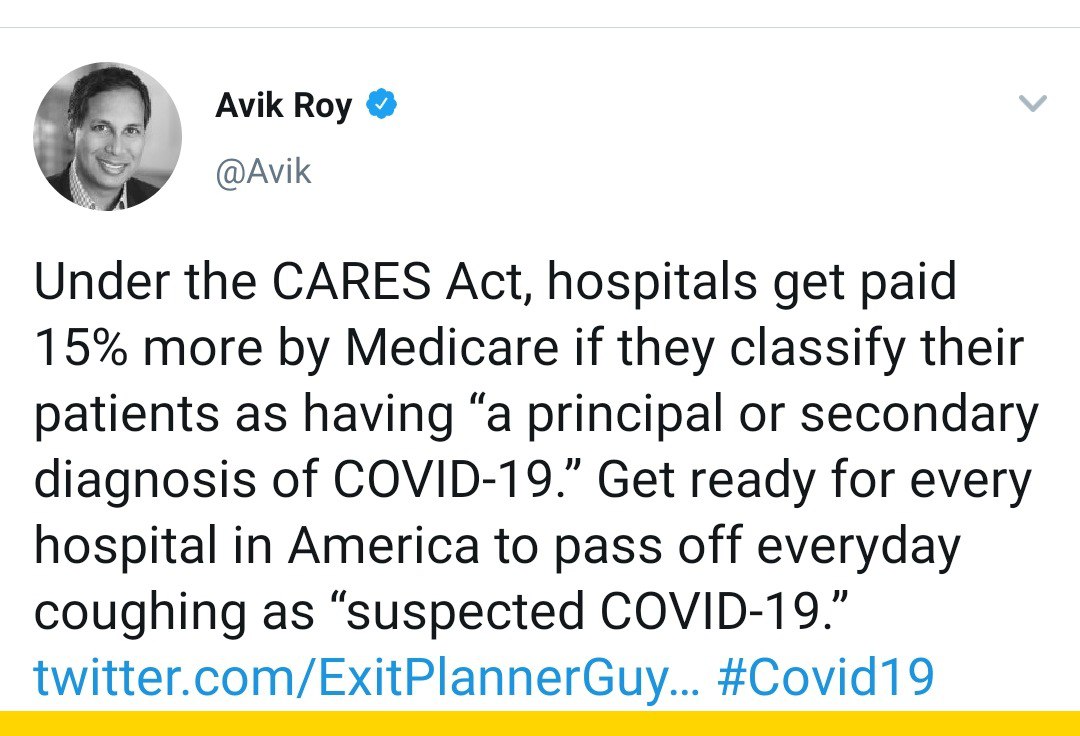 Avik Roy
@Avik
Under the CARES Act, hospitals get paid
15% more by Medicare if they classify their
patients as having “a principal or secondary
diagnosis of COVID-19.” Get ready for every
hospital in America to pass off everyday
coughing as “suspected COVID-19.”
twitter.com/ExitPlannerGuy… #Covid19